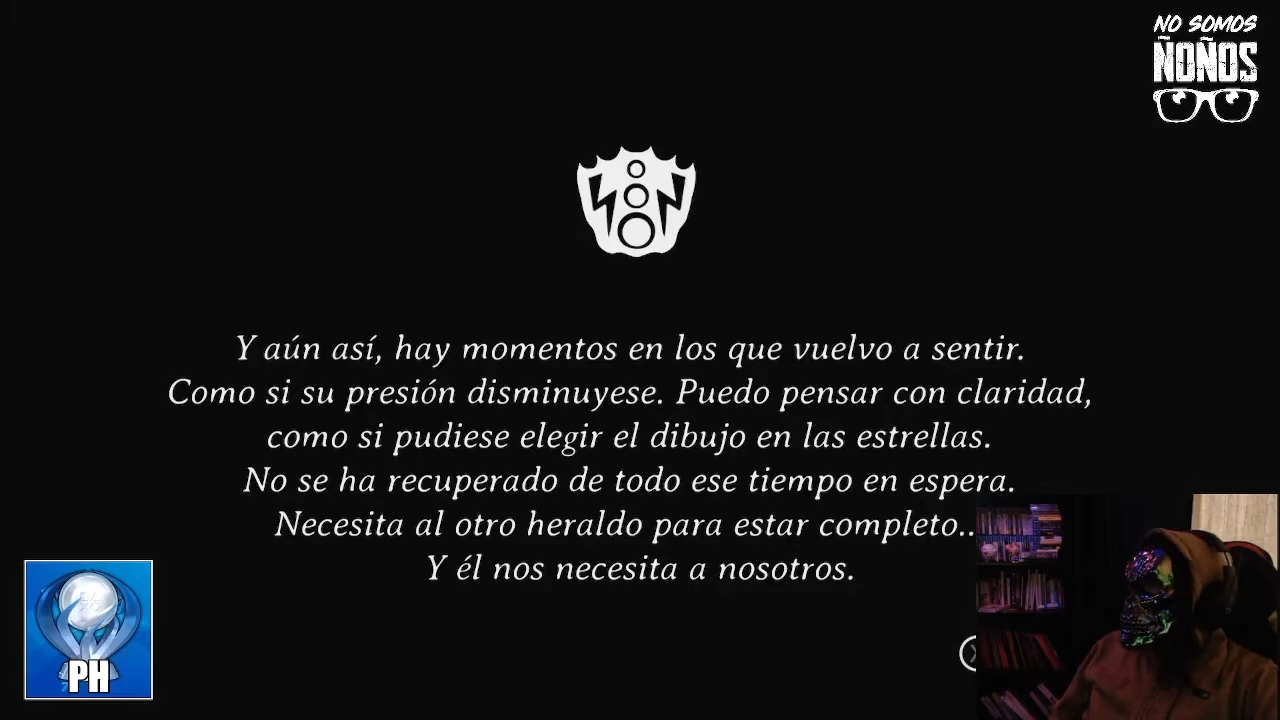 NO SOMOS
ÑOÑOS
Y aún así, hay momentos en los que vuelvo a sentir.
Como si su presión disminuyese. Puedo pensar con claridad,
como si pudiese elegir el dibujo en las estrellas.
No se ha recuperado de todo ese tiempo en espera.
Necesita al otro heraldo para estar completo..
Y él nos necesita a nosotros.
PH